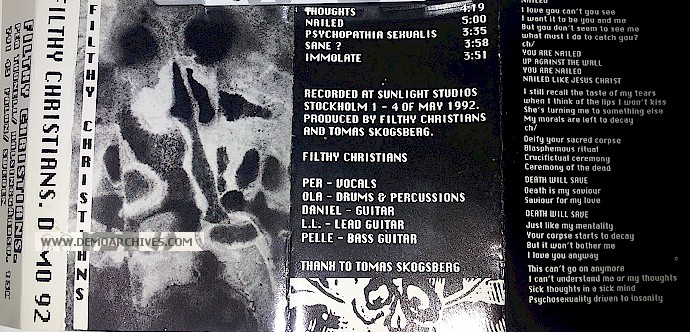 FILTHY CHRISTIANS.
FILTHY CHRISTIANS. DEMO 92
FILTHY CHRISTIANS
WWW.DEMOARCHIVES.COM
THOUGHTS 4:19
NAILED 5:00
PSYCHOPATHIA SEXUALIS 3:35
SANE ? 3:58
IMMOLATE 3:51
RECORDED AT SUNLIGHT STUDIOS
STOCKHOLM 1 - 4 OF MAY 1992.
PRODUCED BY FILTHY CHRISTIANS
AND TOMAS SKOGSBERG.
FILTHY CHRISTIANS
PER - VOCALS
OLA - DRUMS & PERCUSSIONS
DANIEL - GUITAR
L.L. - LEAD GUITAR
PELLE - BASS GUITAR
THANX TO TOMAS SKOGSBERG
NAILED
I love you can't you see
I want it to be you and me
But you don't seem to see me
what must I do to catch you?
ch/
YOU ARE NAILED
UP AGAINST THE WALL
YOU ARE NAILED
NAILED LIKE JESUS CHRIST
I still recall the taste of my tears
when I think of the lips I won't kiss
She's turning me to something else
My morals are left to decay
ch/
Deify your sacred corpse
Blasphemous ritual
Crucifictual ceremony
Ceremony of the dead
DEATH WILL SAVE
Death is my saviour
Saviour for my love
DEATH WILL SAVE
Just like my mentality
Your corpse starts to decay
But it won't bother me
I love you anyway
This can't go on anymore
I can't understand me or my thoughts
Sick thoughts in a sick mind
Psychosexuality driven to insanity